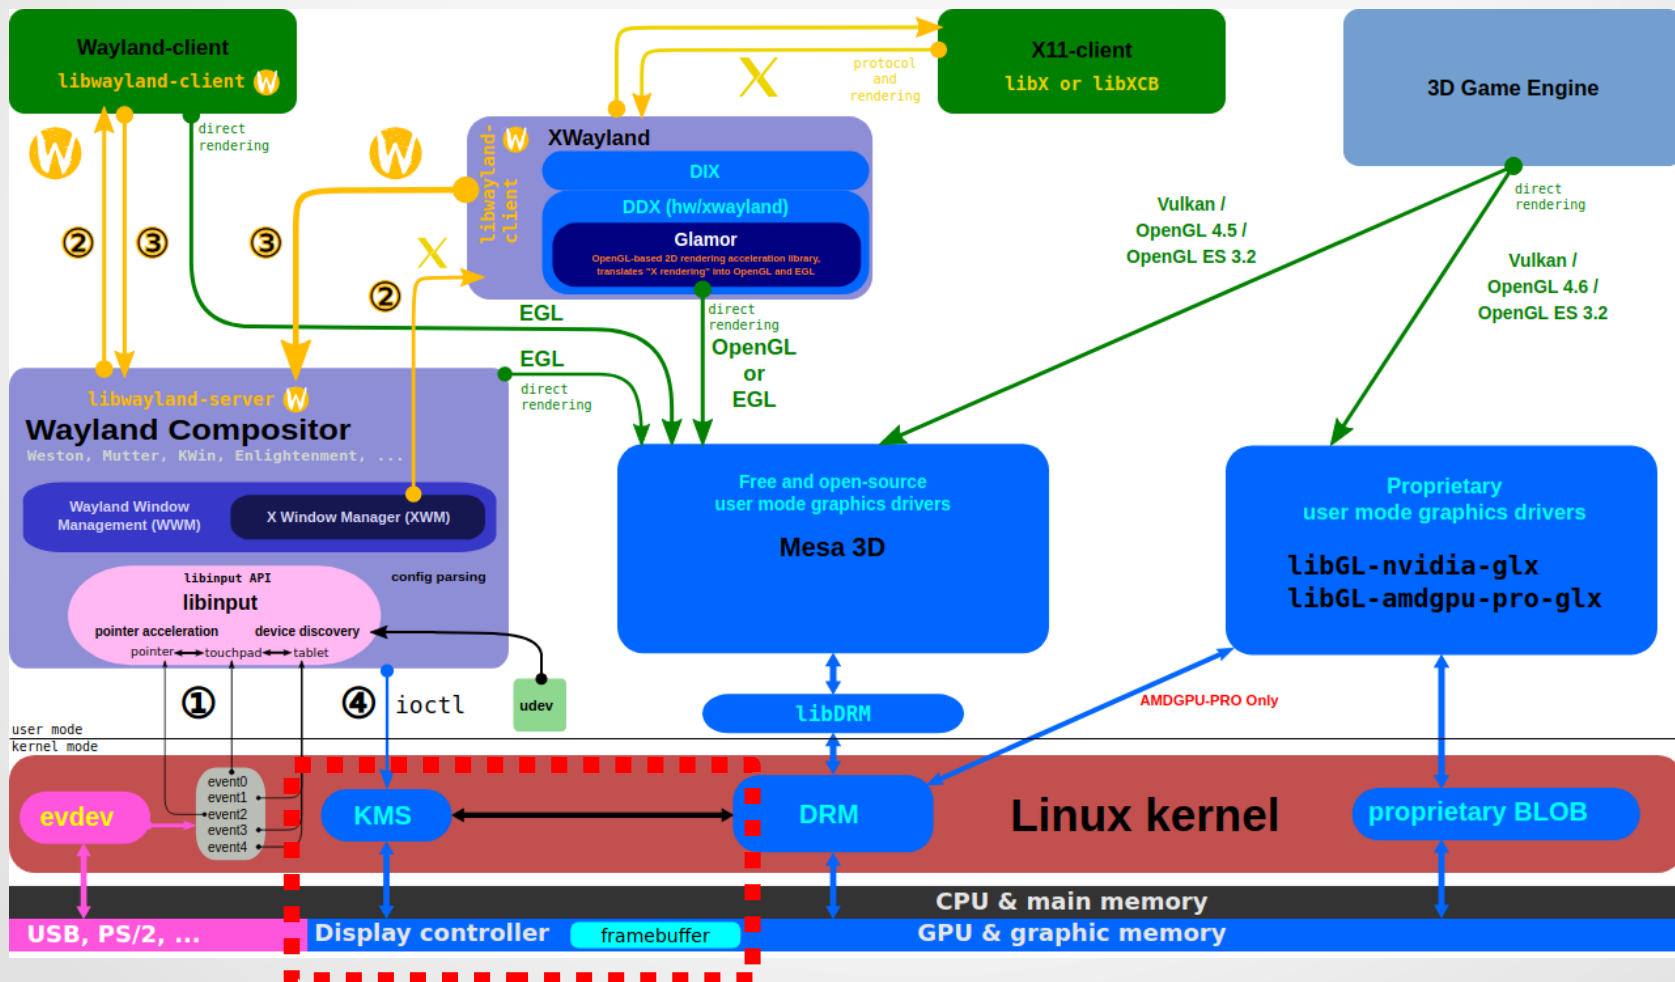 Wayland-client
libwayland-client
direct
rendering
protocol
and
rendering
X11-client
libX or libXCB
3D Game Engine
direct
rendering
libwayland-
client
XWayland
DIX
DDX (hw/xwayland)
Glamor
OpenGL-based 2D rendering acceleration library,
translates "X rendering" into OpenGL and EGL
②
③
③
②
EGL
direct
rendering
OpenGL
or
EGL
EGL
direct
rendering
Vulkan /
OpenGL 4.5 /
OpenGL ES 3.2
Vulkan /
OpenGL 4.6 /
OpenGL ES 3.2
libwayland-server
Wayland Compositor
Weston, Mutter, KWin, Enlightenment, ...
Wayland Window
Management (WWM)
X Window Manager (XWM)
libinput API
libinput
config parsing
pointer acceleration
device discovery
pointer
touchpad
tablet
Free and open-source
user mode graphics drivers
Mesa 3D
Proprietary
user mode graphics drivers
libGL-nvidia-glx
libGL-amdgpu-pro-glx
①
④
ioctl
udev
libDRM
AMDGPU-PRO Only
user mode
kernel mode
evdev
event0
event1
event2
event3
event4
KMS
DRM
Linux kernel
proprietary BLOB
CPU & main memory
USB, PS/2, ...
Display controller
framebuffer
GPU & graphic memory